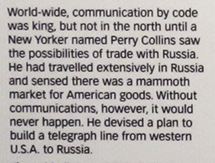 World-wide, communication by code
was king, but not in the north until a
New Yorker named Perry Collins saw
the possibilities of trade with Russia.
He had travelled extensively in Russia
and sensed there was a mammoth
market for American goods. Without
communications, however, it would
never happen. He devised a plan to
build a telegraph line from western
U.S.A. to Russia.